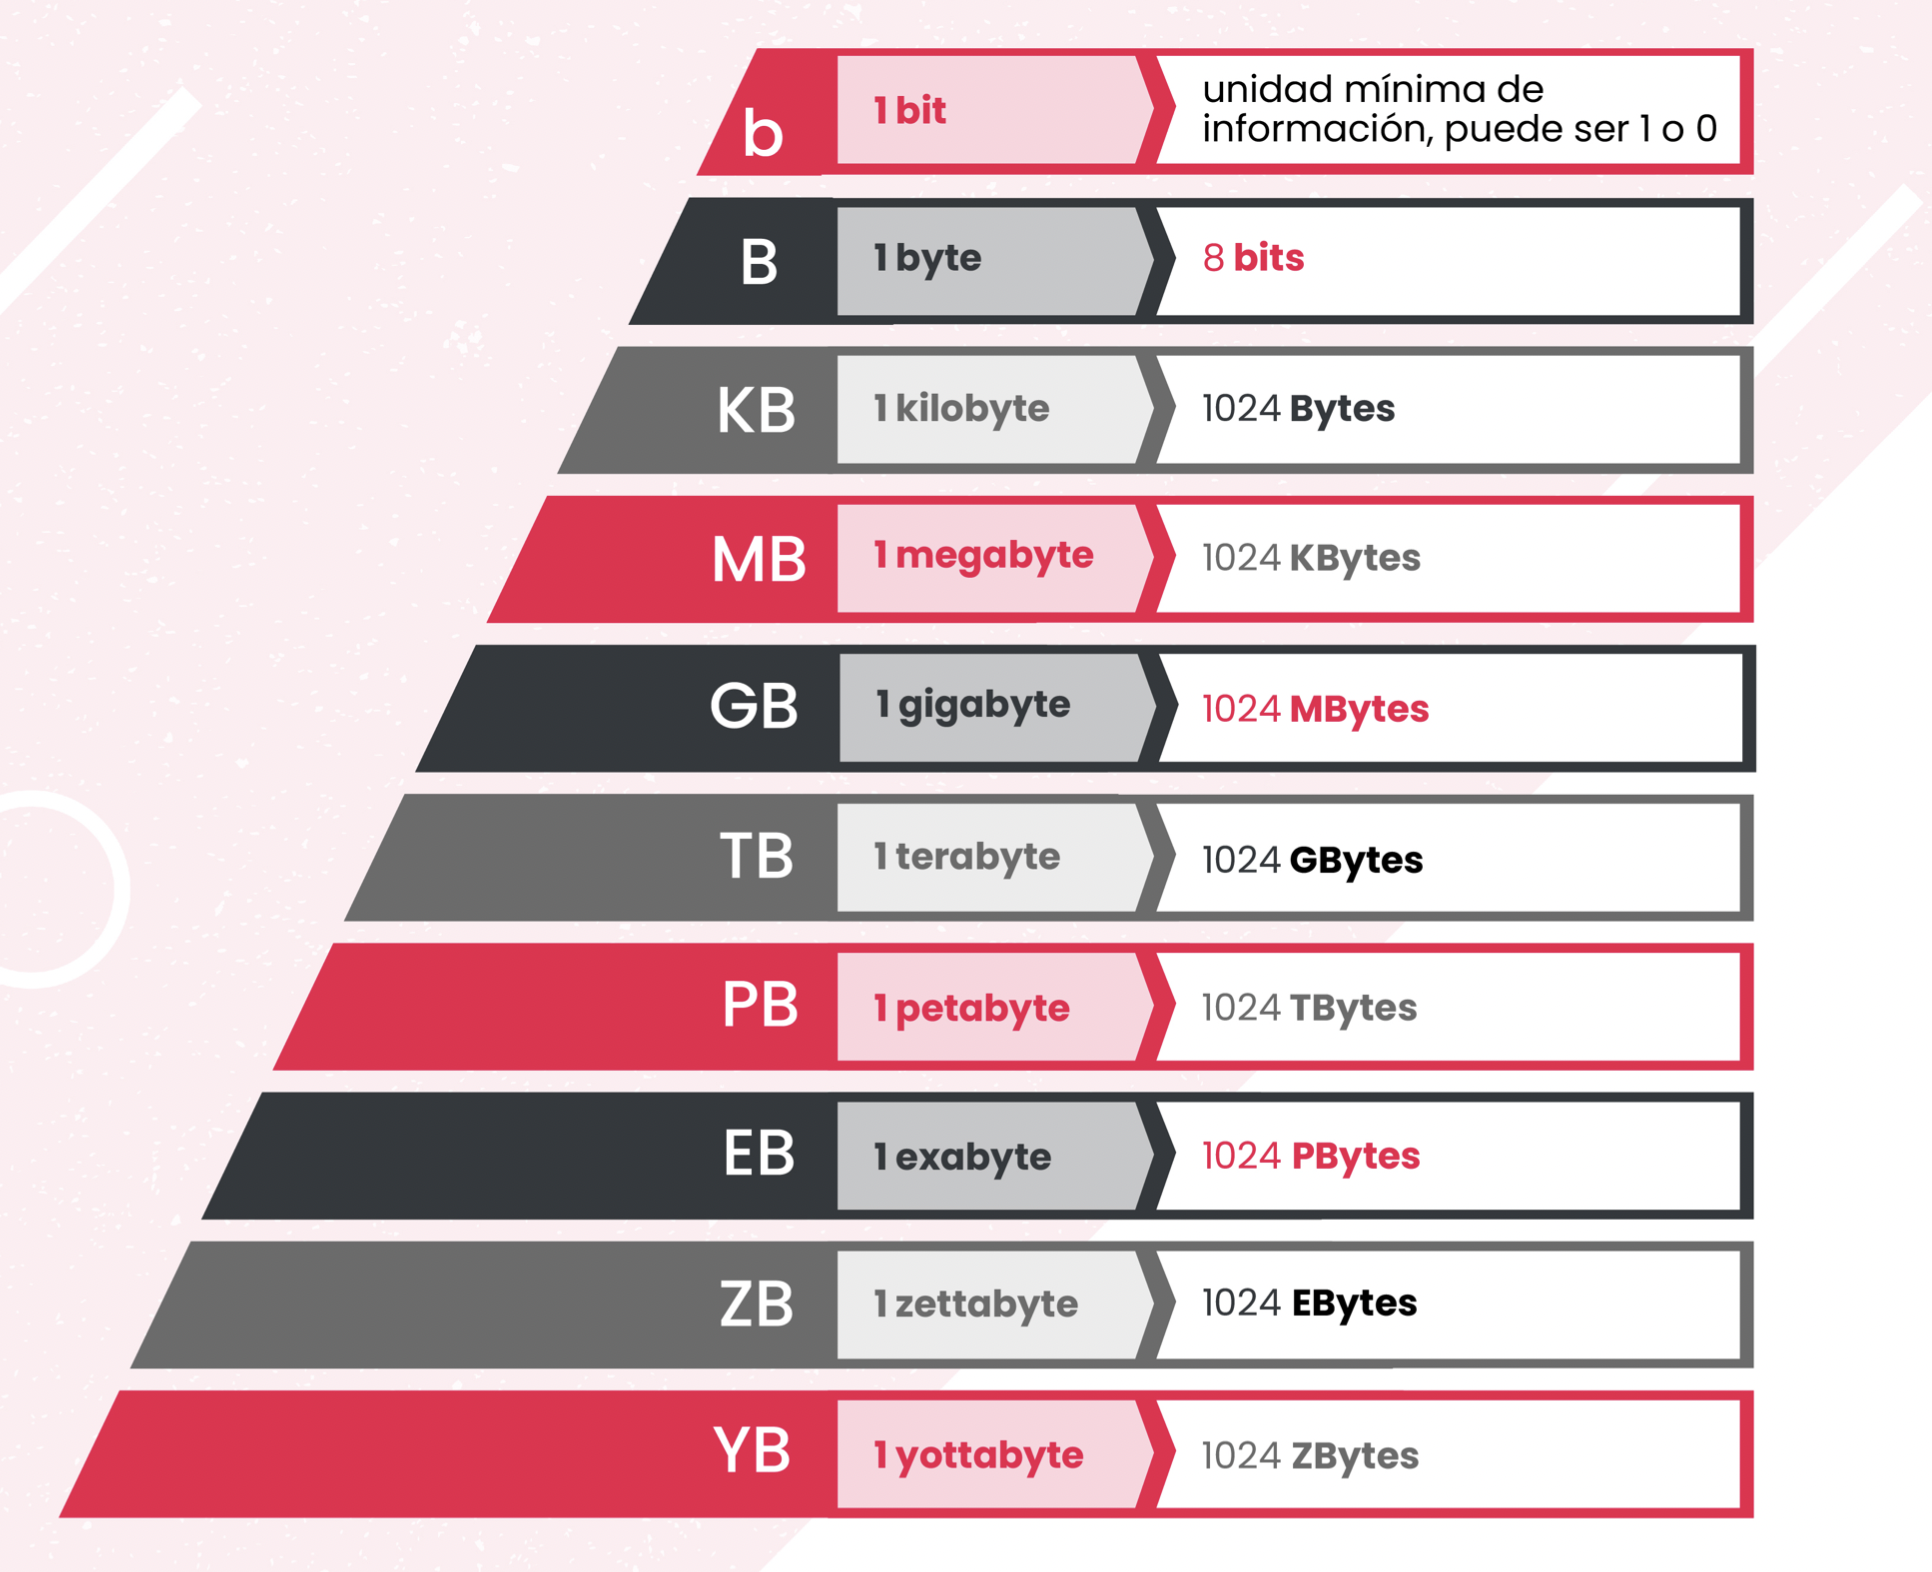 b 1 bit unidad mínima de
información, puede ser 1 o 0
B 1 byte 8 bits
KB 1 kilobyte 1024 Bytes
MB 1 megabyte 1024 KBytes
GB 1 gigabyte 1024 MBytes
TB 1 terabyte 1024 GBytes
PB 1 petabyte 1024 TBytes
EB 1 exabyte 1024 PBytes
ZB 1 zettabyte 1024 EBytes
YB 1 yottabyte 1024 ZBytes